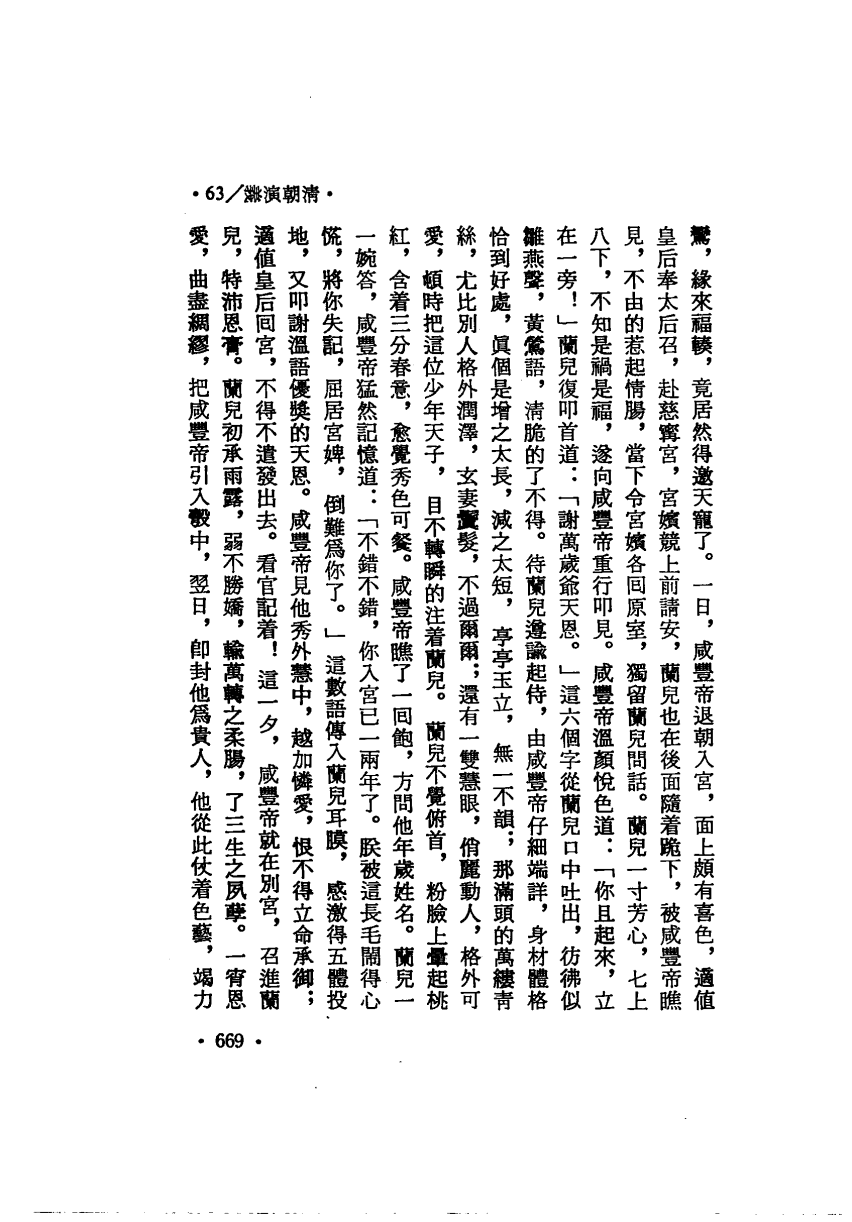 ·63／清朝演義·
鸞，緣來福輳，竟居然得邀天寵了。一日，咸豐帝退朝入宮，面上頗有喜色，適值
皇后奉太后召，赴慈寧宮，宮嬪競上前請安，蘭兒也在後面隨着跪下，被咸豐帝瞧
見，不由的惹起情腸，當下令宮嬪各回原室，獨留蘭兒問話。蘭兒一寸芳心，七上
八下，不知是禍是福，遂向咸豐帝重行叩見。咸豐帝溫顏悅色道：「你且起來，立
在一旁！」蘭兒復叩首道：「謝萬歲爺天恩。」這六個字從蘭兒口中吐出，彷彿似
雛燕聲，黃鶯語，清脆的了不得。待蘭兒遵諭起侍，由咸豐帝仔細端詳，身材體格
恰到好處，眞個是增之太長，減之太短，亭亭玉立，無一不韻；那滿頭的萬縷青
絲，尤比別人格外潤澤，玄妻鬒髮，不過爾爾；還有一雙慧眼，俏麗動人，格外可
愛，頓時把這位少年天子，目不轉瞬的注着蘭兒。蘭兒不覺俯首，粉臉上暈起桃
紅，含着三分春意，愈覺秀色可餐。咸豐帝瞧了一回飽，方問他年歲姓名。蘭兒一
一婉答，咸豐帝猛然記憶道：「不錯不錯，你入宮已一兩年了。朕被這長毛鬧得心
慌，將你失記，屈居宮婢，倒難爲你了。」這數語傳入蘭兒耳膜，感激得五體投
地，又叩謝溫語優獎的天恩。咸豐帝見他秀外慧中，越加憐愛，恨不得立命承御；
適值皇后回宮，不得不遣發出去。看官記着！這一夕，咸豐帝就在別宮，召進蘭
兒，特沛恩膏。蘭兒初承雨露，弱不勝嬌，輸萬轉之柔腸，了三生之夙孽。一宵恩
愛，曲盡綢繆，把咸豐帝引入彀中，翌日，卽封他爲貴人，他從此仗着色藝，竭力
·669·